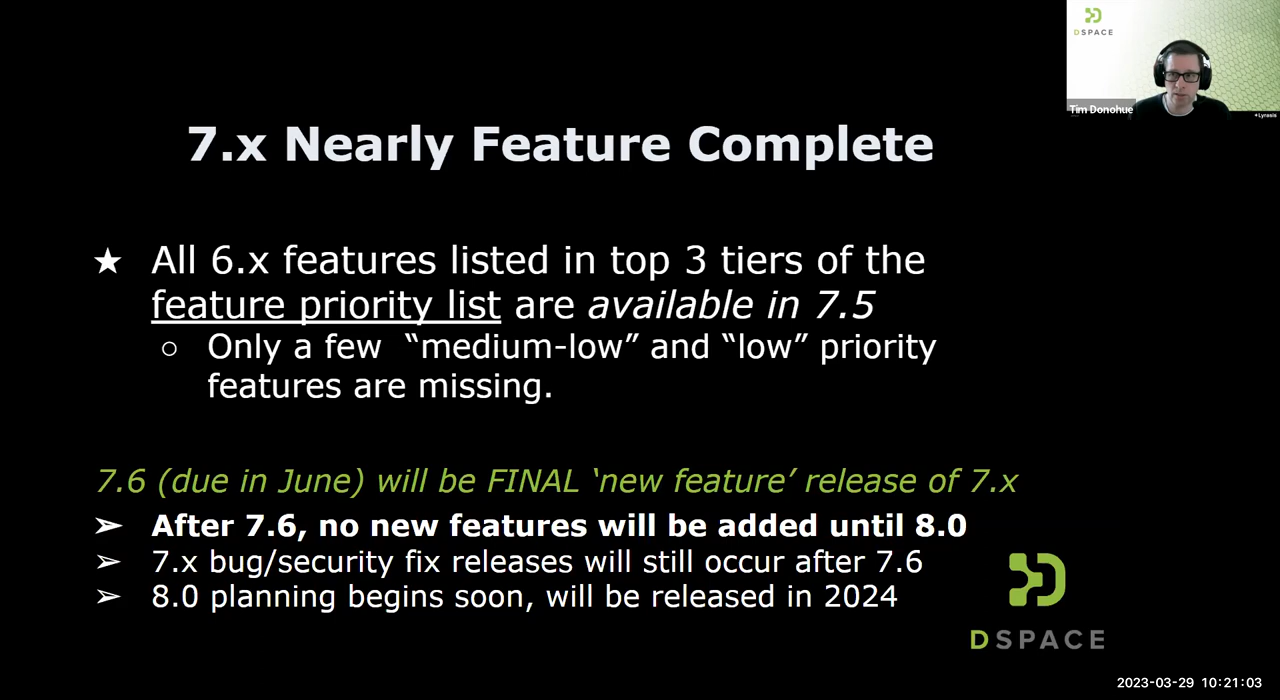 DSPACE
Tim Donohue
Lyrasis
7.x Nearly Feature Complete
★ All 6.x features listed in top 3 tiers of the
feature priority list are available in 7.5
○ Only a few “medium-low” and “low” priority
features are missing.
7.6 (due in June) will be FINAL ‘new feature’ release of 7.x
➢ After 7.6, no new features will be added until 8.0
➢ 7.x bug/security fix releases will still occur after 7.6
➢ 8.0 planning begins soon, will be released in 2024
DSPACE
2023-03-29 10:21:03